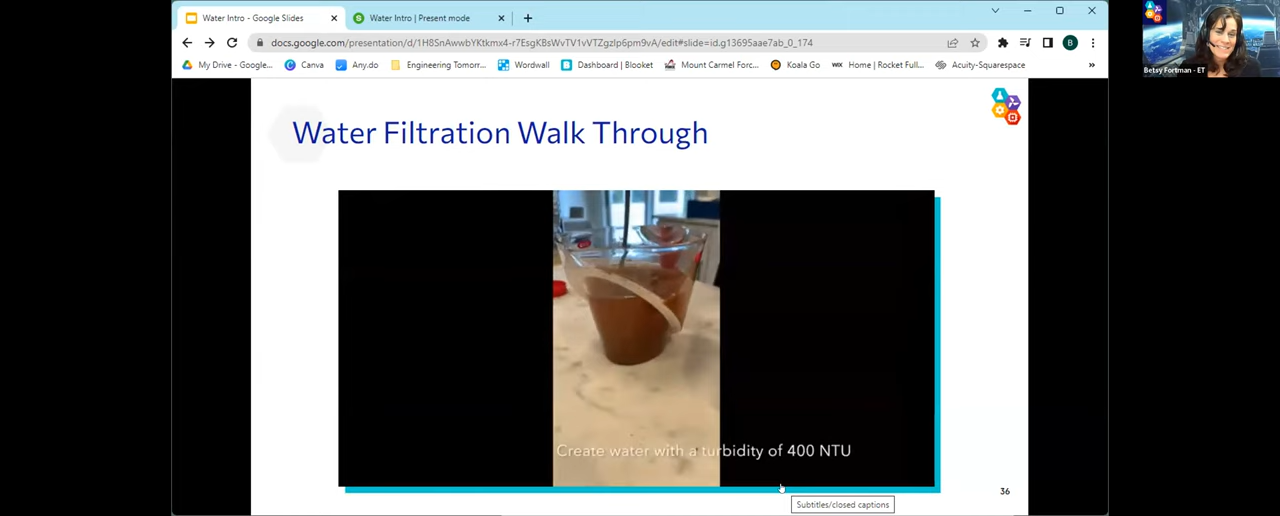 Water Intro - Google Slides
Water Intro | Present mode
docs.google.com/presentation/d/1H8SnAwwbYKtkmx4-r7EsgKBsWvTV1vVTZgzlp6pm9vA/edit#slide=id.g13695aae7ab_0_174
B
My Drive - Google...
Canva
Any.do
Engineering Tomorr...
Wordwall
Dashboard | Blooket
Mount Carmel Forc...
Koala Go
WIX
Home | Rocket Full...
Acuity-Squarespace
»
Betsy Fortman - ET
Water Filtration Walk Through
Create water with a turbidity of 400 NTU
36
Subtitles/closed captions